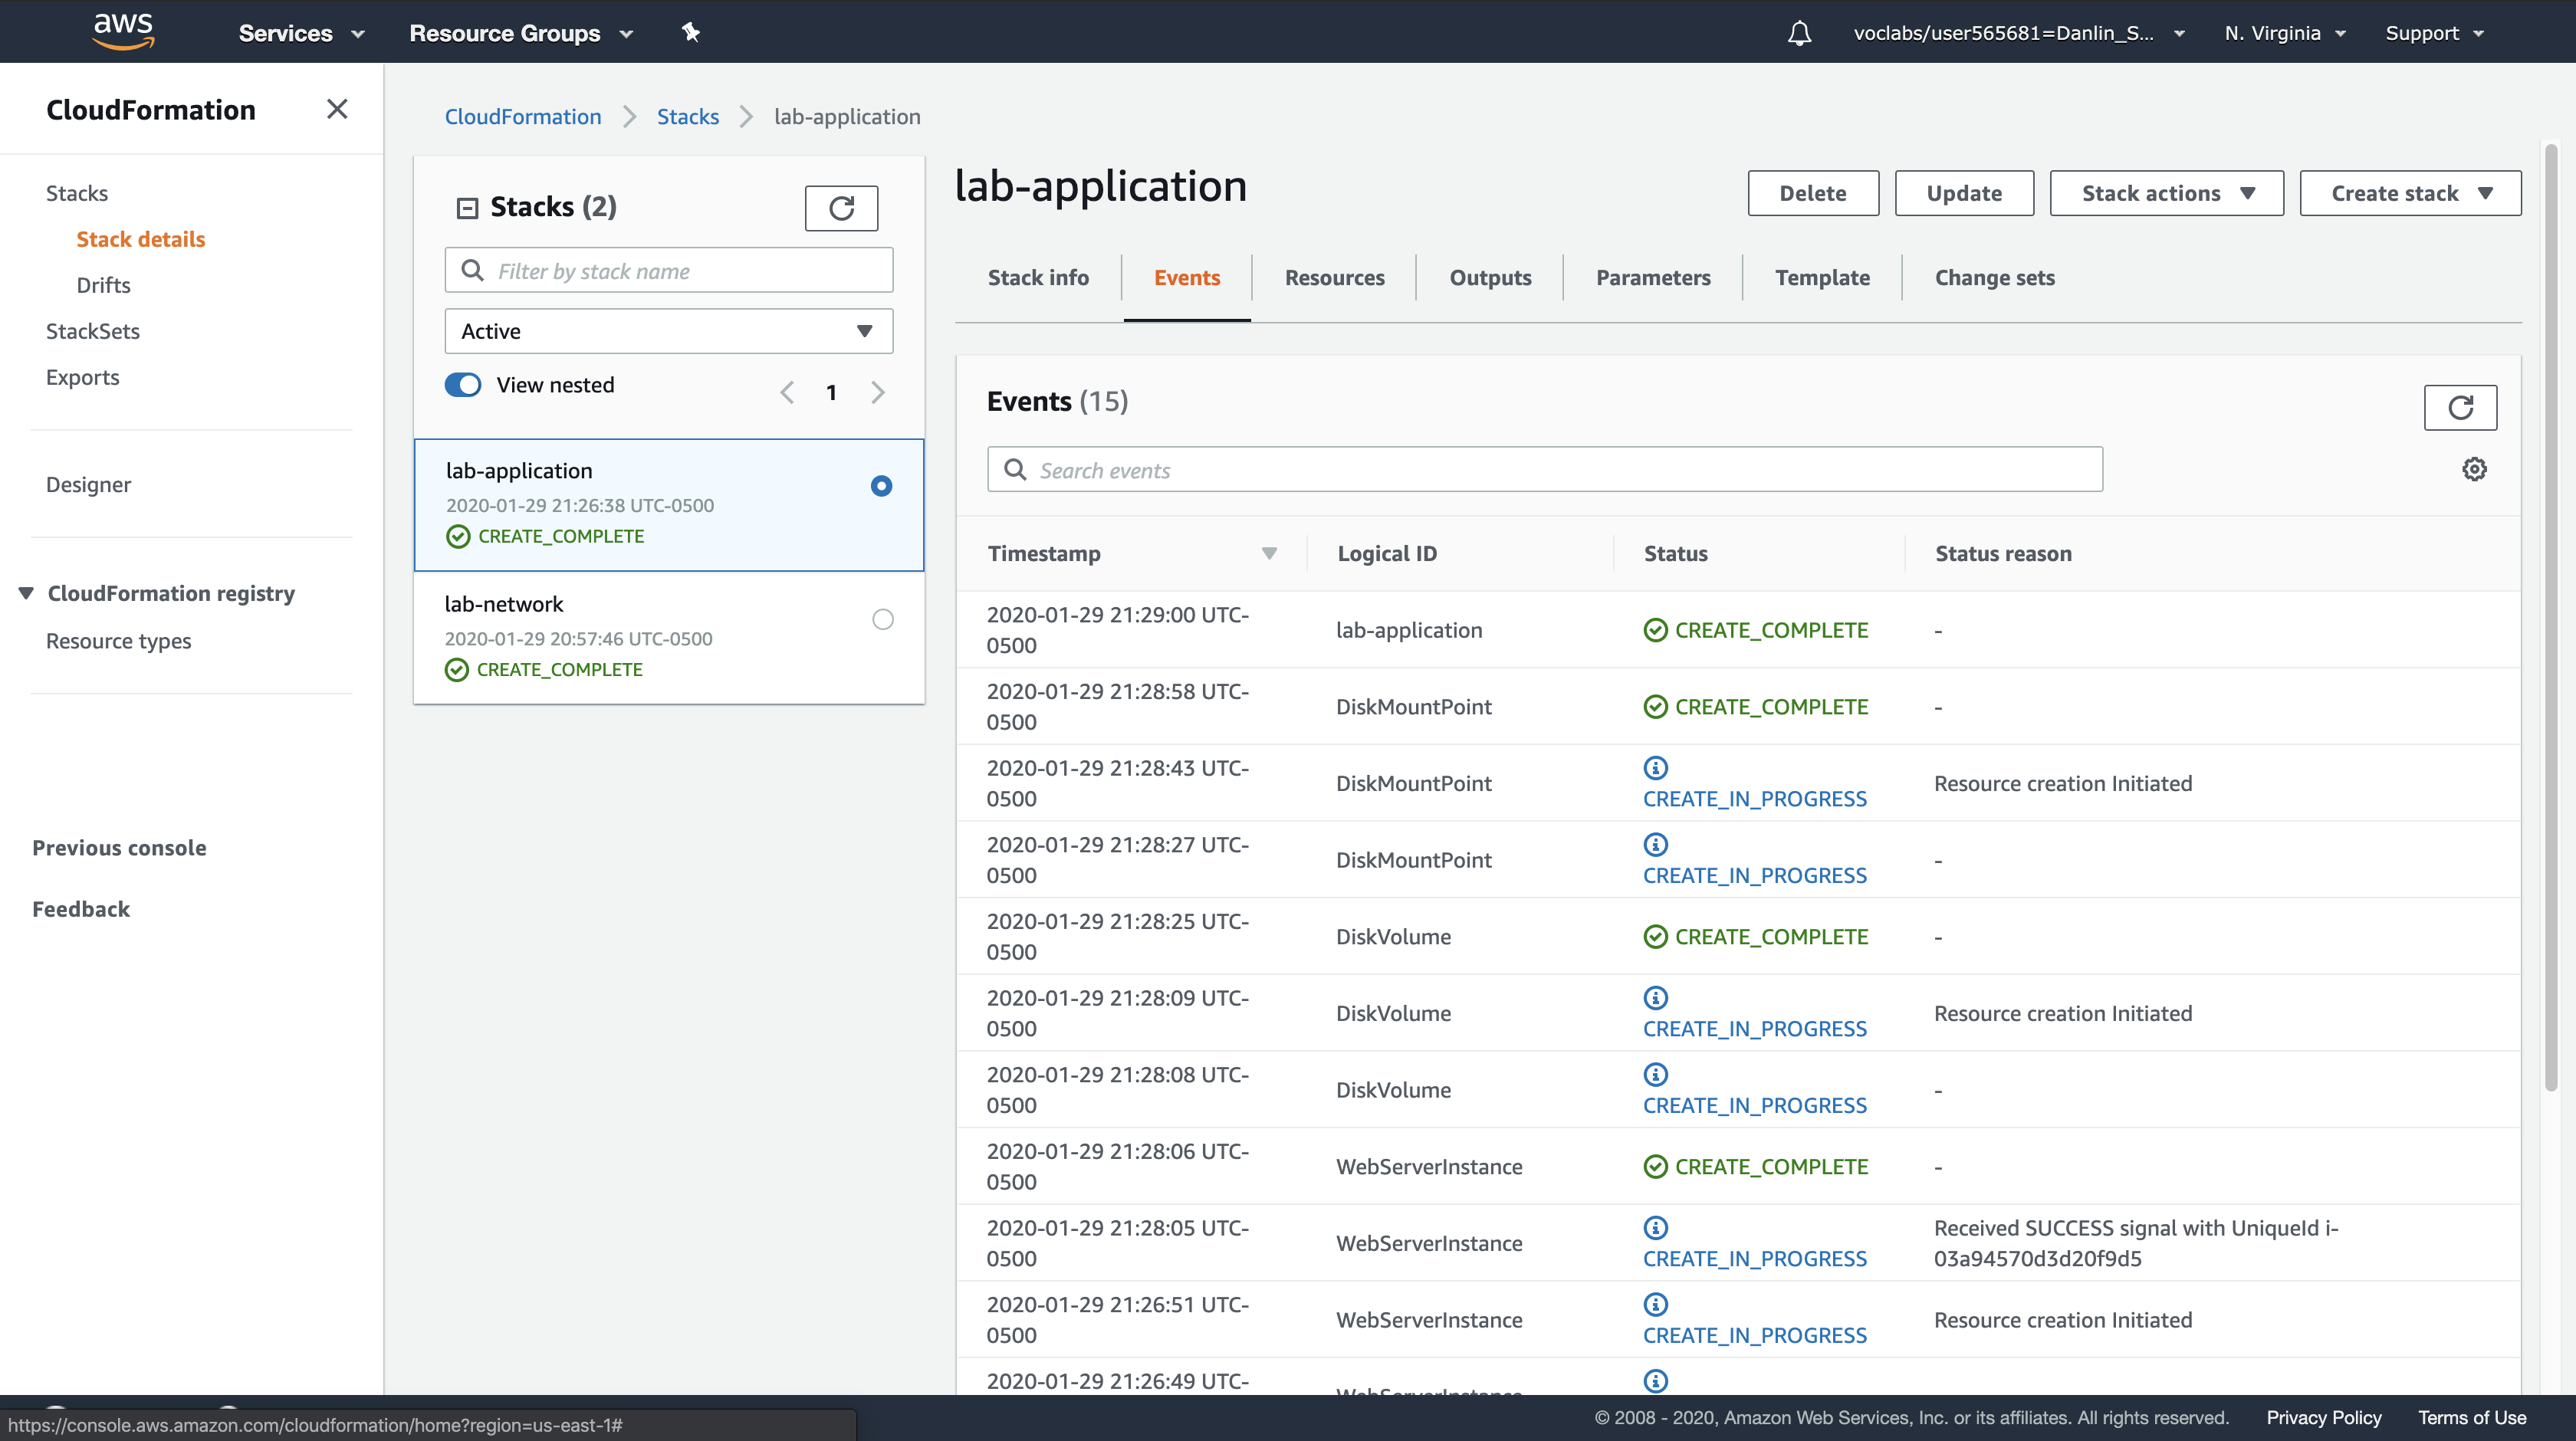 aws
Services
Resource Groups
voclabs/user565681=Danlin_S...
N. Virginia
Support
CloudFormation
Stacks
Stack details
Drifts
StackSets
Exports
Designer
CloudFormation registry
Resource types
Previous console
Feedback
CloudFormation
Stacks
lab-application
Stacks (2)
Filter by stack name
Active
View nested
1
lab-application
2020-01-29 21:26:38 UTC-0500
CREATE_COMPLETE
lab-network
2020-01-29 20:57:46 UTC-0500
CREATE_COMPLETE
lab-application
Delete
Update
Stack actions
Create stack
Stack info
Events
Resources
Outputs
Parameters
Template
Change sets
Events (15)
Search events
Timestamp
Logical ID
Status
Status reason
2020-01-29 21:29:00 UTC-
0500
lab-application
CREATE_COMPLETE
-
2020-01-29 21:28:58 UTC-
0500
DiskMountPoint
CREATE_COMPLETE
-
2020-01-29 21:28:43 UTC-
0500
DiskMountPoint
CREATE_IN_PROGRESS
Resource creation Initiated
2020-01-29 21:28:27 UTC-
0500
DiskMountPoint
CREATE_IN_PROGRESS
-
2020-01-29 21:28:25 UTC-
0500
DiskVolume
CREATE_COMPLETE
-
2020-01-29 21:28:09 UTC-
0500
DiskVolume
CREATE_IN_PROGRESS
Resource creation Initiated
2020-01-29 21:28:08 UTC-
0500
DiskVolume
CREATE_IN_PROGRESS
-
2020-01-29 21:28:06 UTC-
0500
WebServerInstance
CREATE_COMPLETE
-
2020-01-29 21:28:05 UTC-
0500
WebServerInstance
CREATE_IN_PROGRESS
Received SUCCESS signal with UniqueId i-
03a94570d3d20f9d5
2020-01-29 21:26:51 UTC-
0500
WebServerInstance
CREATE_IN_PROGRESS
Resource creation Initiated
2020-01-29 21:26:49 UTC-
WebServerInstance
https://console.aws.amazon.com/cloudformation/home?region=us-east-1#
© 2008 - 2020, Amazon Web Services, Inc. or its affiliates. All rights reserved.
Privacy Policy
Terms of Use